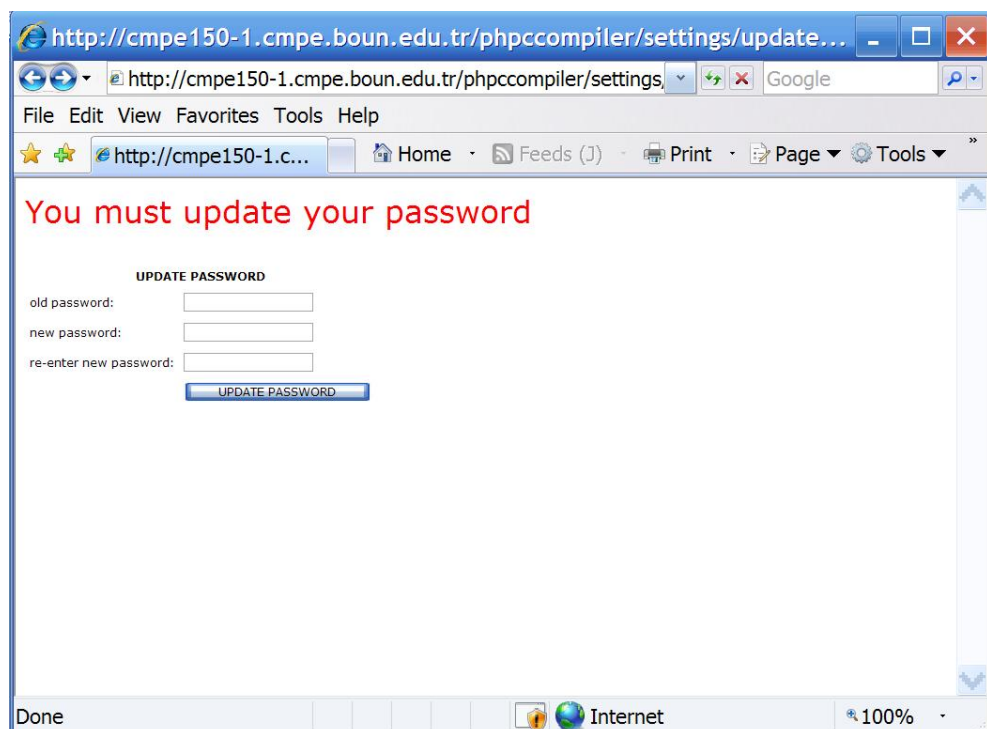 http://cmpe150-1.cmpe.boun.edu.tr/phpccompiler/settings/update...
http://cmpe150-1.cmpe.boun.edu.tr/phpccompiler/settings/ Google
File Edit View Favorites Tools Help
http://cmpe150-1.c... Home Feeds (J) Print Page Tools »
You must update your password
UPDATE PASSWORD
old password:
new password:
re-enter new password:
UPDATE PASSWORD
Done Internet 100%